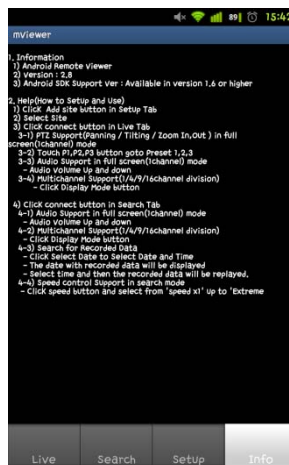 89 15:42
mViewer
1. Information
1) Android Remote Viewer
2) Version : 2.8
3) Android SDK Support Ver : Available in version 1.6 or
higher
2. Help(How to Setup and Use)
1) Click Add site button in Setup Tab
2) Select Site
3) Click connect button in Live Tab
3-1) PTZ Support(Panning / Tilting / Zoom In,Out ) in full
screen(1channel) mode
3-2) Touch P1,P2,P3 button goto Preset 1,2,3
3-3) Audio Support in full screen(1channel) mode
- Audio Volume Up and down
3-4) Multichannel Support(1/4/9/16channel division)
- Click Display Mode button
4) Click connect button in Search Tab
4-1) Audio Support in full screen(1channel) mode
- Audio Volume Up and down
4-2) Multichannel Support(1/4/9/16channel division)
- Click Display Mode button
4-3) Search for Recorded Data
- Click Select Date to Select Date and Time
- The date with recorded data will be displayed
- Select time and then the recorded data will be replayed.
4-4) Speed control Support in search mode
- Click speed button and select from 'speed x1' up to 'Extreme
Live Search Setup Info